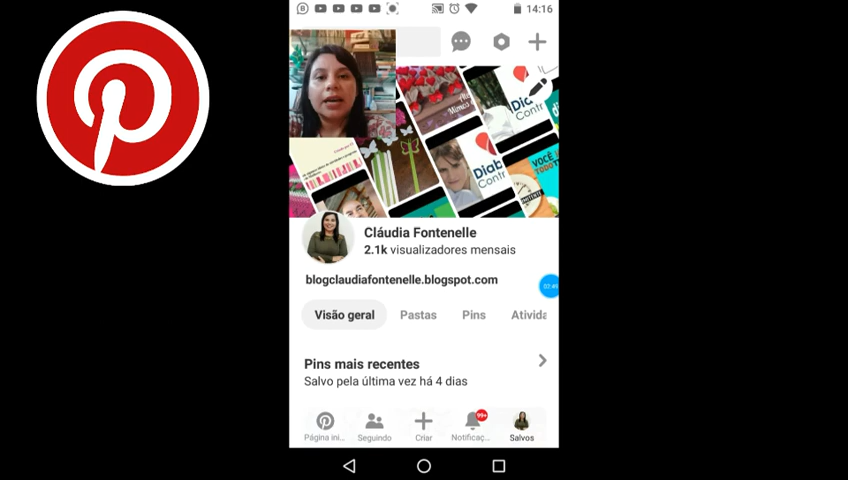 14:16
Diab
Contr
Diab
Contr
VOCÊ
TODO
Cláudia Fontenelle
2.1k visualizadores mensais
blogclaudiafontenelle.blogspot.com
02:49
Visão geral Pastas Pins Ativida
Pins mais recentes
Salvo pela última vez há 4 dias
99+
Página ini... Seguindo Criar Notificaç... Salvos